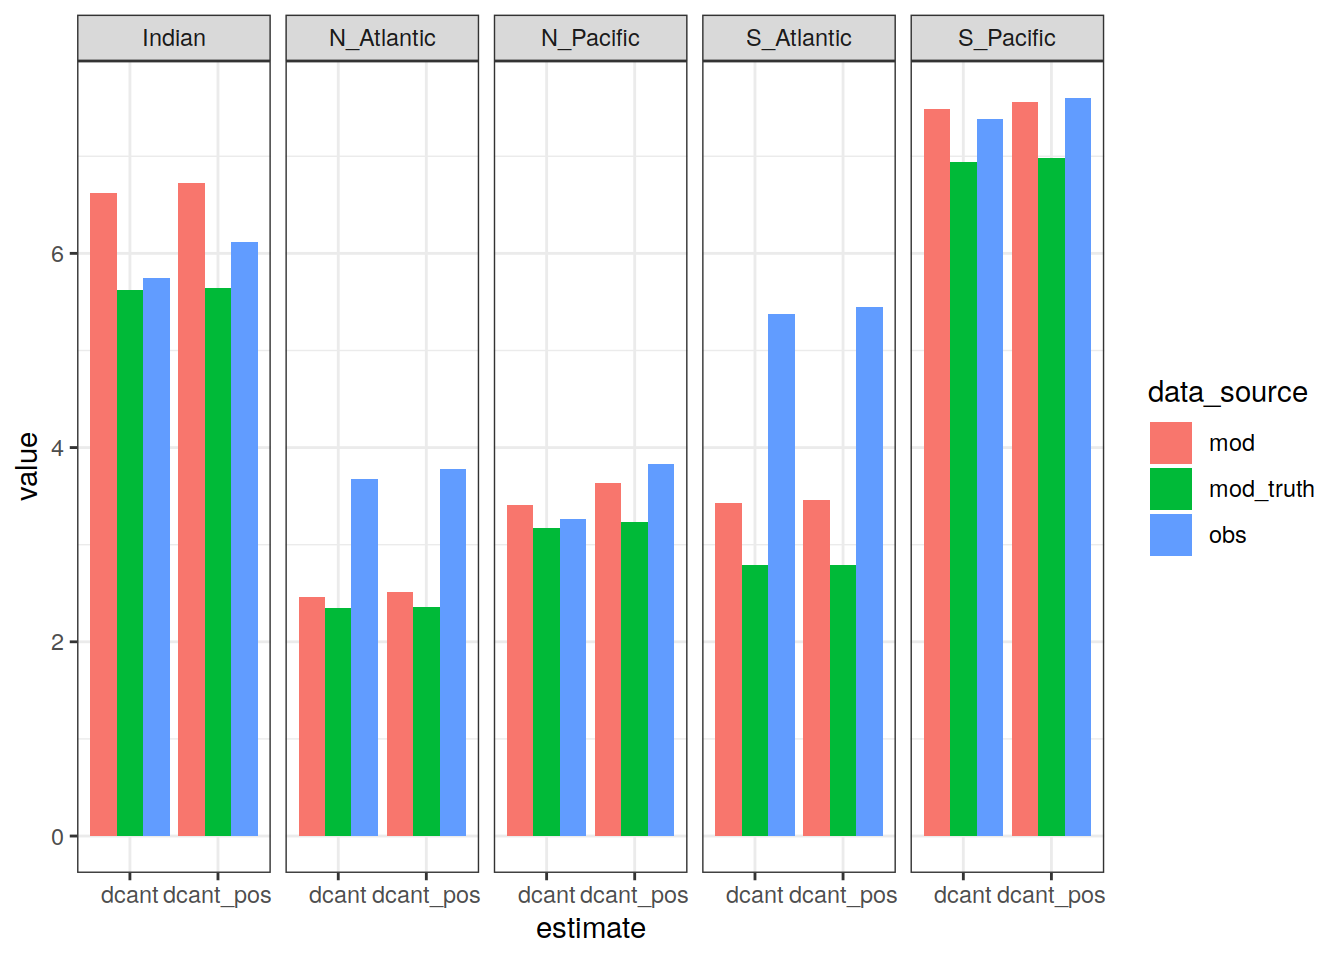 Indian N_Atlantic N_Pacific S_Atlantic S_Pacific
6
4
2
0
value
dcant dcant_pos dcant dcant_pos dcant dcant_pos dcant dcant_pos dcant dcant_pos
estimate
data_source
mod
mod_truth
obs